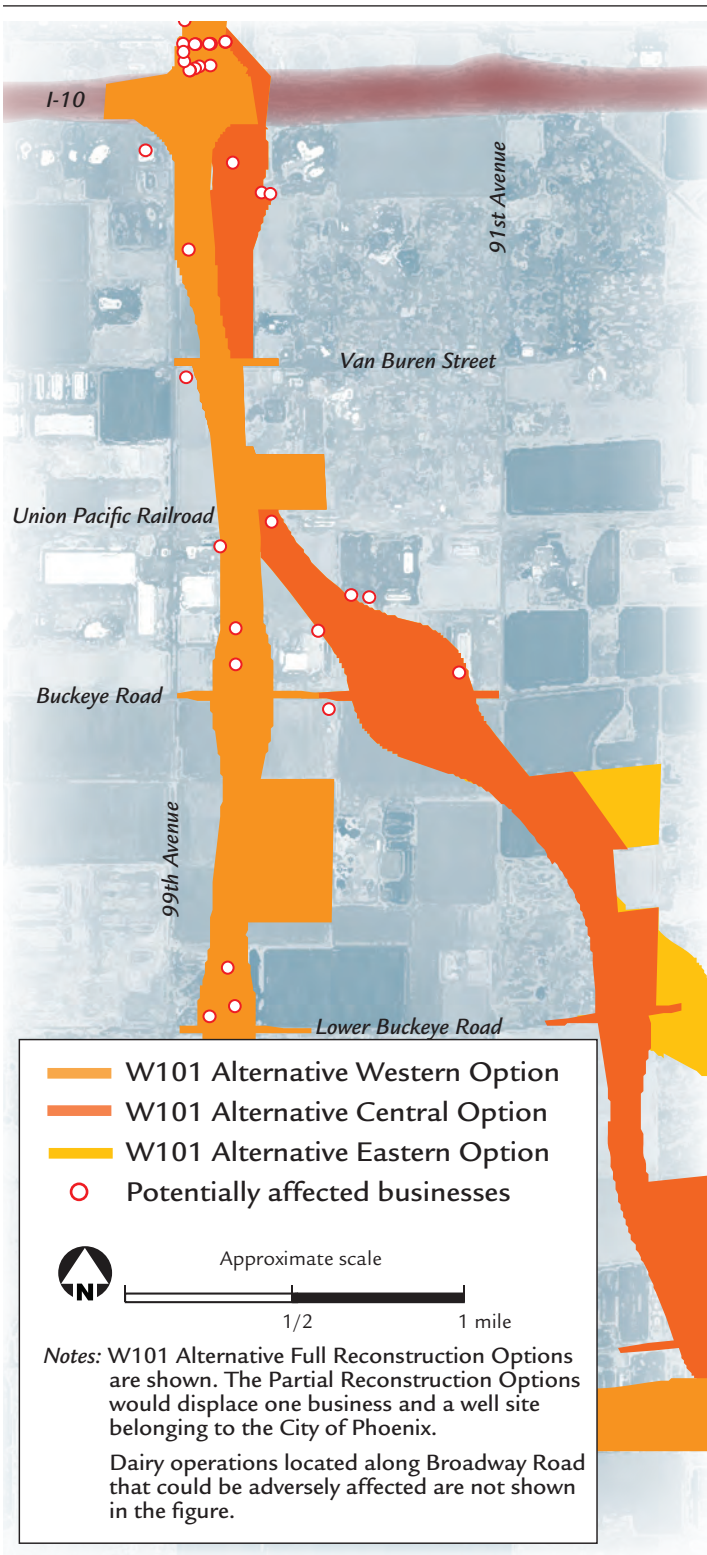 I-10
91st Avenue
Van Buren Street
Union Pacific Railroad
Buckeye Road
99th Avenue
Lower Buckeye Road
W101 Alternative Western Option
W101 Alternative Central Option
W101 Alternative Eastern Option
Potentially affected businesses
N
Approximate scale
1/2
1 mile
Notes: W101 Alternative Full Reconstruction Options
are shown. The Partial Reconstruction Options
would displace one business and a well site
belonging to the City of Phoenix.
Dairy operations located along Broadway Road
that could be adversely affected are not shown
in the figure.